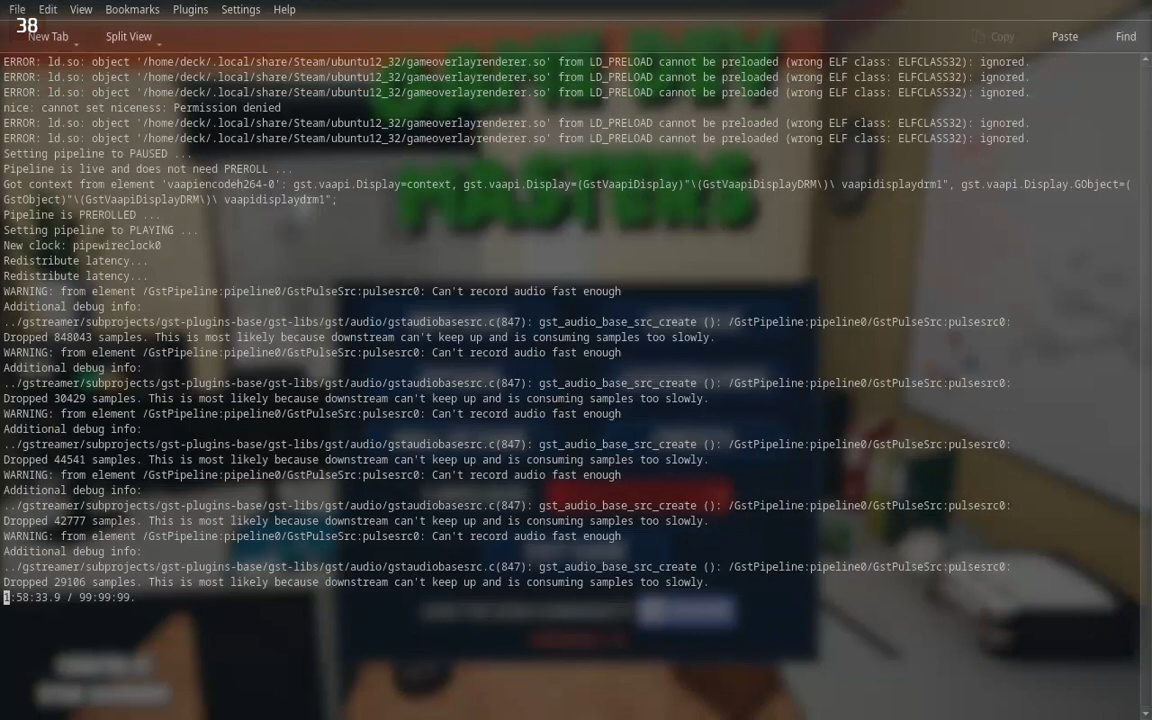 File Edit View Bookmarks Plugins Settings Help
38
New Tab Split View Copy Paste Find
ERROR: ld.so: object '/home/deck/.local/share/Steam/ubuntu12_32/gameoverlayrenderer.so' from LD_PRELOAD cannot be preloaded (wrong ELF class: ELFCLASS32): ignored.
ERROR: ld.so: object '/home/deck/.local/share/Steam/ubuntu12_32/gameoverlayrenderer.so' from LD_PRELOAD cannot be preloaded (wrong ELF class: ELFCLASS32): ignored.
ERROR: ld.so: object '/home/deck/.local/share/Steam/ubuntu12_32/gameoverlayrenderer.so' from LD_PRELOAD cannot be preloaded (wrong ELF class: ELFCLASS32): ignored.
nice: cannot set niceness: Permission denied
ERROR: ld.so: object '/home/deck/.local/share/Steam/ubuntu12_32/gameoverlayrenderer.so' from LD_PRELOAD cannot be preloaded (wrong ELF class: ELFCLASS32): ignored.
ERROR: ld.so: object '/home/deck/.local/share/Steam/ubuntu12_32/gameoverlayrenderer.so' from LD_PRELOAD cannot be preloaded (wrong ELF class: ELFCLASS32): ignored.
Setting pipeline to PAUSED ...
Pipeline is live and does not need PREROLL ...
Got context from element 'vaapiencodeh264-0': gst.vaapi.Display=context, gst.vaapi.Display=(GstVaapiDisplay)"\(GstVaapiDisplayDRM\)\ vaapidisplaydrm1", gst.vaapi.Display.GObject=(
GstObject)"\(GstVaapiDisplayDRM\)\ vaapidisplaydrm1";
Pipeline is PREROLLED ...
Setting pipeline to PLAYING ...
New clock: pipewireclock0
Redistribute latency...
Redistribute latency...
WARNING: from element /GstPipeline:pipeline0/GstPulseSrc:pulsesrc0: Can't record audio fast enough
Additional debug info:
../gstreamer/subprojects/gst-plugins-base/gst-libs/gst/audio/gstaudiobasesrc.c(847): gst_audio_base_src_create (): /GstPipeline:pipeline0/GstPulseSrc:pulsesrc0:
Dropped 848043 samples. This is most likely because downstream can't keep up and is consuming samples too slowly.
WARNING: from element /GstPipeline:pipeline0/GstPulseSrc:pulsesrc0: Can't record audio fast enough
Additional debug info:
../gstreamer/subprojects/gst-plugins-base/gst-libs/gst/audio/gstaudiobasesrc.c(847): gst_audio_base_src_create (): /GstPipeline:pipeline0/GstPulseSrc:pulsesrc0:
Dropped 30429 samples. This is most likely because downstream can't keep up and is consuming samples too slowly.
WARNING: from element /GstPipeline:pipeline0/GstPulseSrc:pulsesrc0: Can't record audio fast enough
Additional debug info:
../gstreamer/subprojects/gst-plugins-base/gst-libs/gst/audio/gstaudiobasesrc.c(847): gst_audio_base_src_create (): /GstPipeline:pipeline0/GstPulseSrc:pulsesrc0:
Dropped 44541 samples. This is most likely because downstream can't keep up and is consuming samples too slowly.
WARNING: from element /GstPipeline:pipeline0/GstPulseSrc:pulsesrc0: Can't record audio fast enough
Additional debug info:
../gstreamer/subprojects/gst-plugins-base/gst-libs/gst/audio/gstaudiobasesrc.c(847): gst_audio_base_src_create (): /GstPipeline:pipeline0/GstPulseSrc:pulsesrc0:
Dropped 42777 samples. This is most likely because downstream can't keep up and is consuming samples too slowly.
WARNING: from element /GstPipeline:pipeline0/GstPulseSrc:pulsesrc0: Can't record audio fast enough
Additional debug info:
../gstreamer/subprojects/gst-plugins-base/gst-libs/gst/audio/gstaudiobasesrc.c(847): gst_audio_base_src_create (): /GstPipeline:pipeline0/GstPulseSrc:pulsesrc0:
Dropped 29106 samples. This is most likely because downstream can't keep up and is consuming samples too slowly.
1:58:33.9 / 99:99:99.
GAME DEV
MASTERS